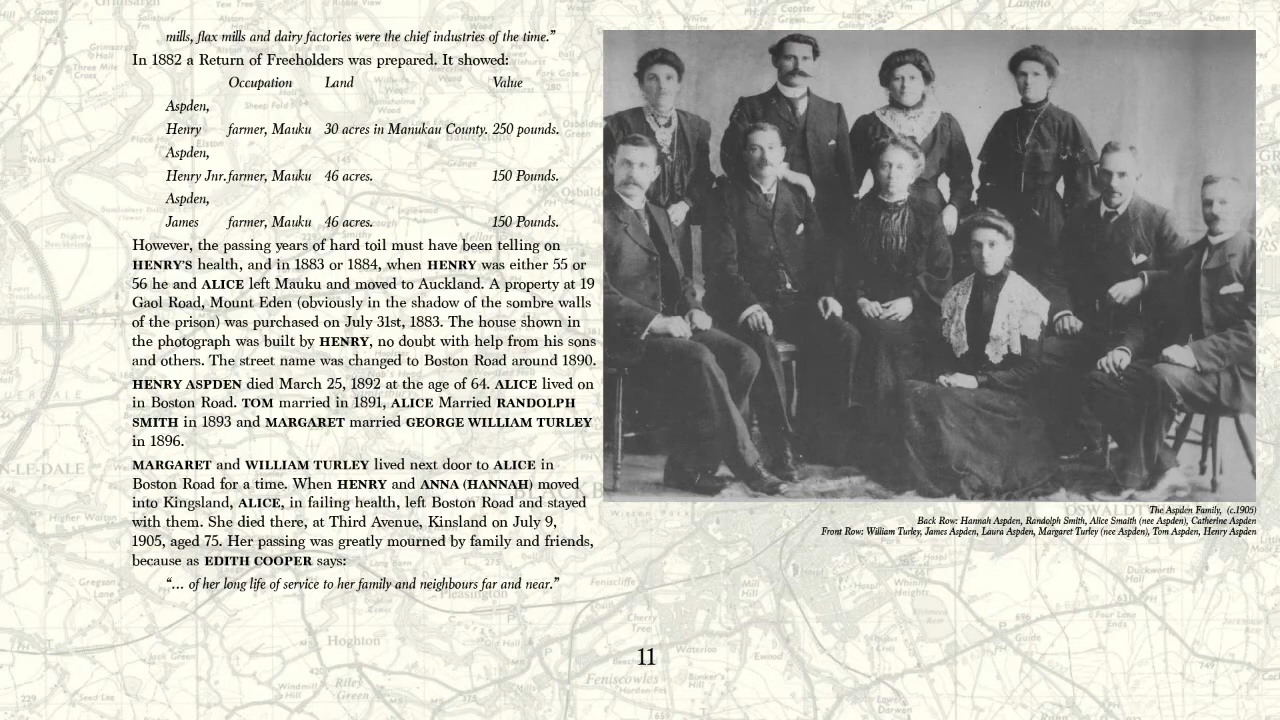 mills, flax mills and dairy factories were the chief industries of the time.”
In 1882 a Return of Freeholders was prepared. It showed:
Occupation Land Value
Aspden,
Henry farmer, Mauku 30 acres in Manukau County. 250 pounds.
Aspden,
Henry Jnr. farmer, Mauku 46 acres. 150 Pounds.
Aspden,
James farmer, Mauku 46 acres. 150 Pounds.
However, the passing years of hard toil must have been telling on
HENRY'S health, and in 1883 or 1884, when HENRY was either 55 or
56 he and ALICE left Mauku and moved to Auckland. A property at 19
Gaol Road, Mount Eden (obviously in the shadow of the sombre walls
of the prison) was purchased on July 31st, 1883. The house shown in
the photograph was built by HENRY, no doubt with help from his sons
and others. The street name was changed to Boston Road around 1890.
HENRY ASPDEN died March 25, 1892 at the age of 64. ALICE lived on
in Boston Road. TOM married in 1891, ALICE Married RANDOLPH
SMITH in 1893 and MARGARET married GEORGE WILLIAM TURLEY
in 1896.
MARGARET and WILLIAM TURLEY lived next door to ALICE in
Boston Road for a time. When HENRY and ANNA (HANNAH) moved
into Kingsland, ALICE, in failing health, left Boston Road and stayed
with them. She died there, at Third Avenue, Kinsland on July 9,
1905, aged 75. Her passing was greatly mourned by family and friends,
because as EDITH COOPER says:
“... of her long life of service to her family and neighbours far and near.”
The Aspden Family, (c.1905)
Back Row: Hannah Aspden, Randolph Smith, Alice Smaith (nee Aspden), Catherine Aspden
Front Row: William Turley, James Aspden, Laura Aspden, Margaret Turley (nee Aspden), Tom Aspden, Henry Aspden
11
Hoghton
Riley
Green
Feniscowles
Pleasington
Cherry
Tree